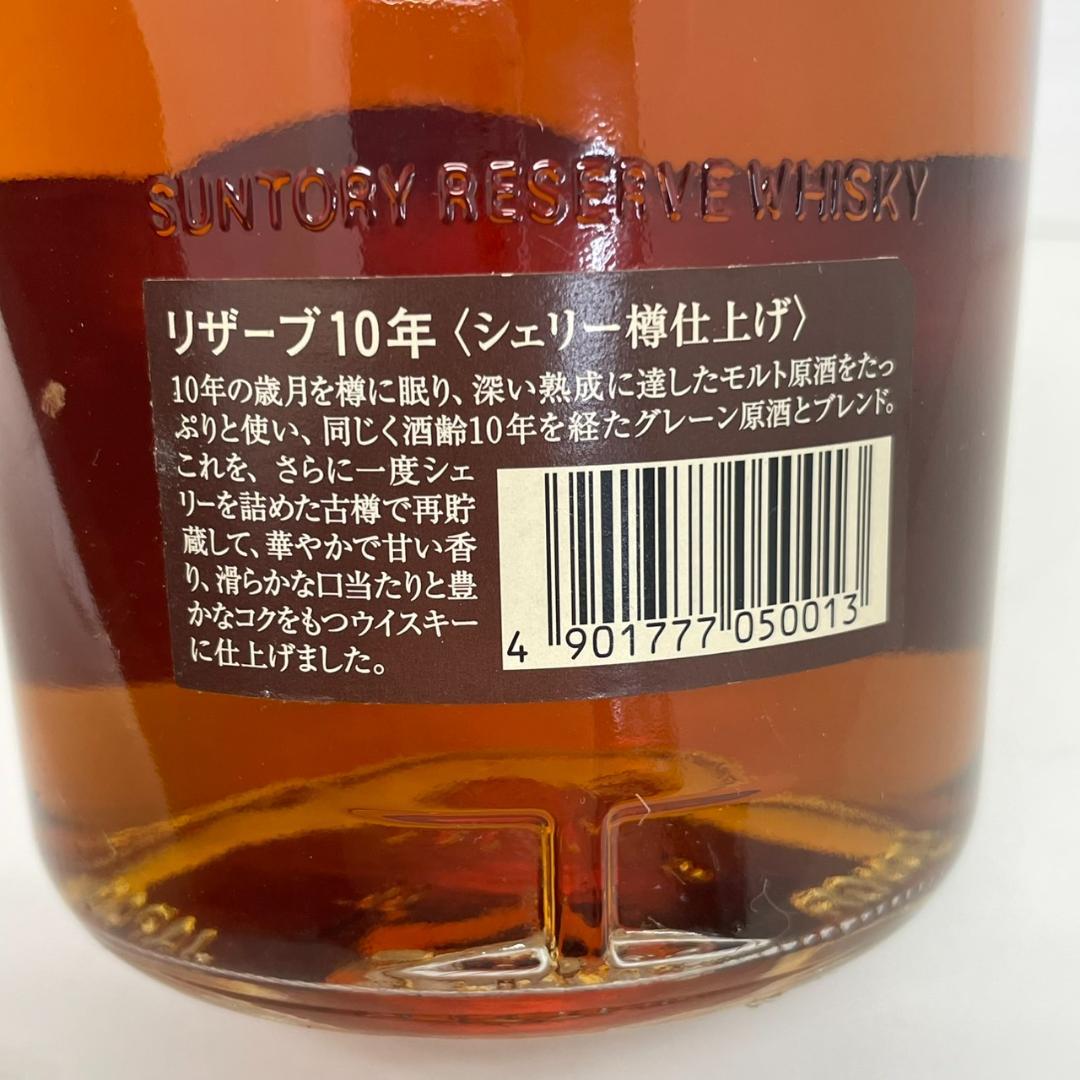 SUNTORY RESERVE WHISKY
リザーブ10年〈シェリー樽仕上げ〉
10年の歳月を樽に眠り、深い熟成に達したモルト原酒をたっ
ぷりと使い、同じく酒齢10年を経たグレーン原酒とブレンド。
これを、さらに一度シェ
リーを詰めた古樽で再貯
蔵して、華やかで甘い香
り、滑らかな口当たりと豊
かなコクをもつウイスキー
に仕上げました。
4 901777 050013